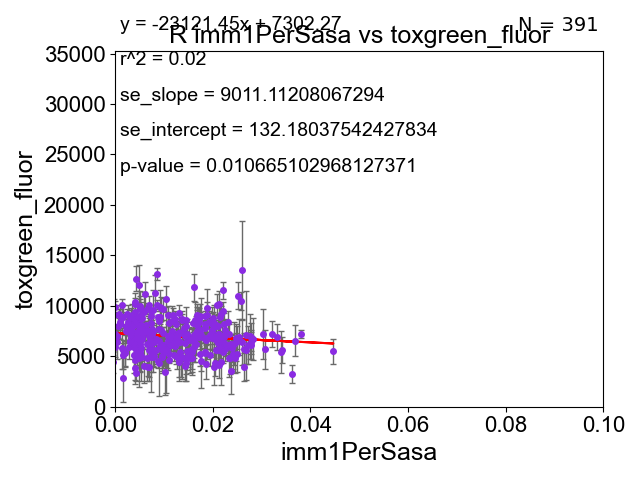 y = -23121.45x + 7302.27
N = 391
R imm1PerSasa vs toxgreen_fluor
r^2 = 0.02
se_slope = 9011.11208067294
se_intercept = 132.18037542427834
p-value = 0.010665102968127371
35000
30000
25000
20000
15000
10000
5000
0
toxgreen_fluor
0.00
0.02
0.04
0.06
0.08
0.10
imm1PerSasa